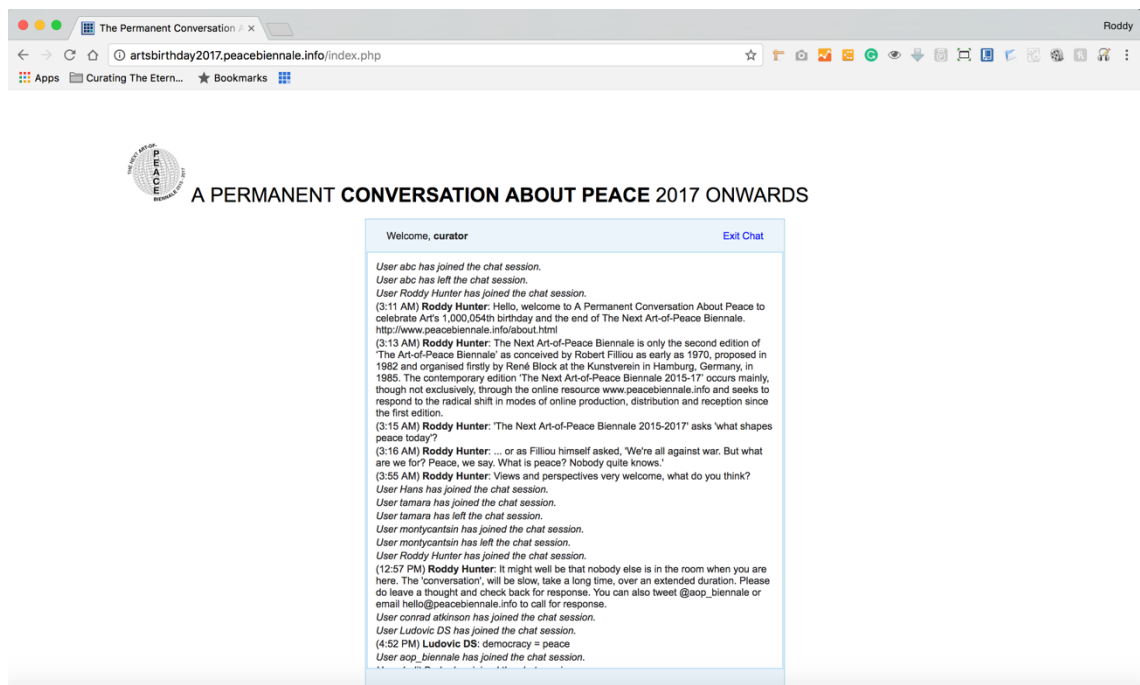 The Permanent Conversation A
Roddy
artsbirthday2017.peacebiennale.info/index.php
Apps
Curating The Etern...
Bookmarks
THE NEXT ART-OF-
PEACE
BIENNALE 2015 - 2017
A PERMANENT CONVERSATION ABOUT PEACE 2017 ONWARDS
Welcome, curator
Exit Chat
User abc has joined the chat session.
User abc has left the chat session.
User Roddy Hunter has joined the chat session.
(3:11 AM) Roddy Hunter: Hello, welcome to A Permanent Conversation About Peace to
celebrate Art's 1,000,054th birthday and the end of The Next Art-of-Peace Biennale.
http://www.peacebiennale.info/about.html
(3:13 AM) Roddy Hunter: The Next Art-of-Peace Biennale is only the second edition of
'The Art-of-Peace Biennale' as conceived by Robert Filliou as early as 1970, proposed in
1982 and organised firstly by René Block at the Kunstverein in Hamburg, Germany, in
1985. The contemporary edition 'The Next Art-of-Peace Biennale 2015-17' occurs mainly,
though not exclusively, through the online resource www.peacebiennale.info and seeks to
respond to the radical shift in modes of online production, distribution and reception since
the first edition.
(3:15 AM) Roddy Hunter: 'The Next Art-of-Peace Biennale 2015-2017' asks 'what shapes
peace today'?
(3:16 AM) Roddy Hunter: ... or as Filliou himself asked, 'We're all against war. But what
are we for? Peace, we say. What is peace? Nobody quite knows.'
(3:55 AM) Roddy Hunter: Views and perspectives very welcome, what do you think?
User Hans has joined the chat session.
User tamara has joined the chat session.
User tamara has left the chat session.
User montycantsin has joined the chat session.
User montycantsin has left the chat session.
User Roddy Hunter has joined the chat session.
(12:57 PM) Roddy Hunter: It might well be that nobody else is in the room when you are
here. The 'conversation', will be slow, take a long time, over an extended duration. Please
do leave a thought and check back for response. You can also tweet @aop_biennale or
email hello@peacebiennale.info to call for response.
User conrad atkinson has joined the chat session.
User Ludovic DS has joined the chat session.
(4:52 PM) Ludovic DS: democracy = peace
User aop_biennale has joined the chat session.